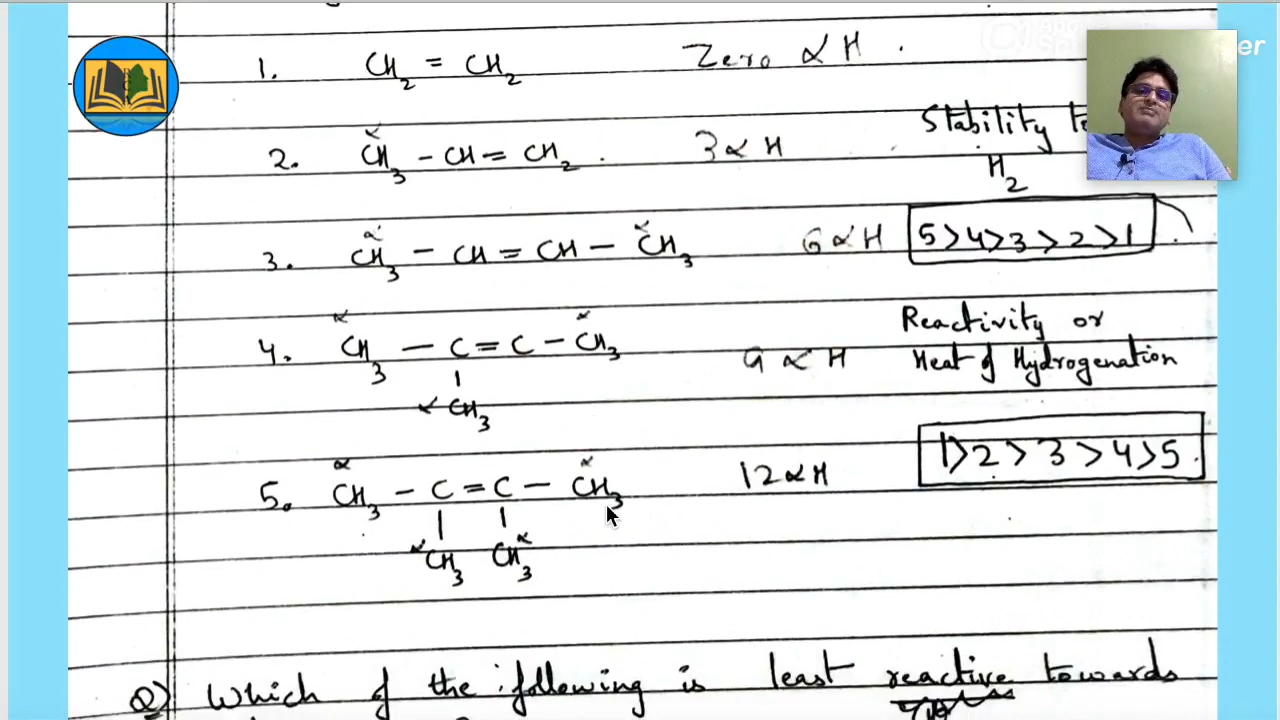 1. CH2 = CH2 Zero ∝ H .
2. CH3 - CH = CH2 . 3 ∝ H
∝
Stability to
H2
3. CH3 - CH = CH - CH3 6 ∝ H
∝ ∝
5>4>3>2>1
4. CH3 - C = C - CH3 9 ∝ H
∝ ∝
∝ CH3
Reactivity or
Heat of Hydrogenation
1>2>3>4>5.
5. CH3 - C = C - CH3 12 ∝ H
∝ ∝
∝ CH3 CH3 ∝
Q) Which of the following is least reactive towards